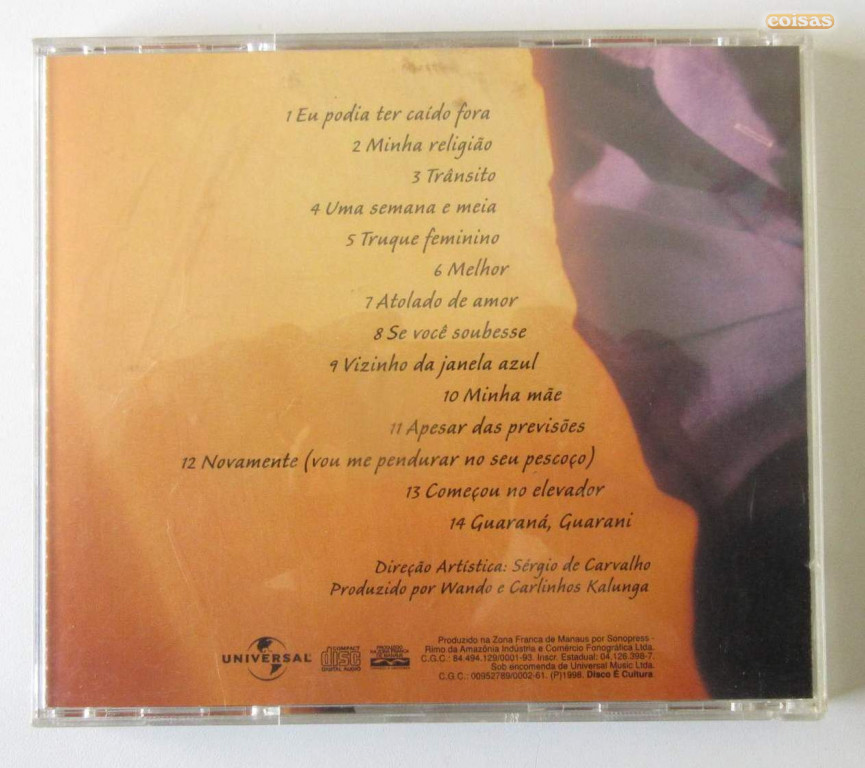 coisas
1 Eu podia ter caído fora
2 Minha religião
3 Trânsito
4 Uma semana e meia
5 Truque feminino
6 Melhor
7 Atolado de amor
8 Se você soubesse
9 Vizinho da janela azul
10 Minha mãe
11 Apesar das previsões
12 Novamente (vou me pendurar no seu pescoço)
13 Começou no elevador
14 Guaraná, Guarani
Direção Artística: Sérgio de Carvalho
Produzido por Wando e Carlinhos Kalunga
UNIVERSAL
COMPACT
disc
DIGITAL AUDIO
Produzido na Zona Franca de Manaus por Sonopress -
Rimo da Amazônia Indústria e Comércio Fonográfica Ltda.
C.G.C.: 84.494.129/0001-93. Inscr. Estadual: 04.126.398-7.
Sob encomenda de Universal Music Ltda.
C.G.C.: 00952789/0002-61. (P)1998. Disco É Cultura.